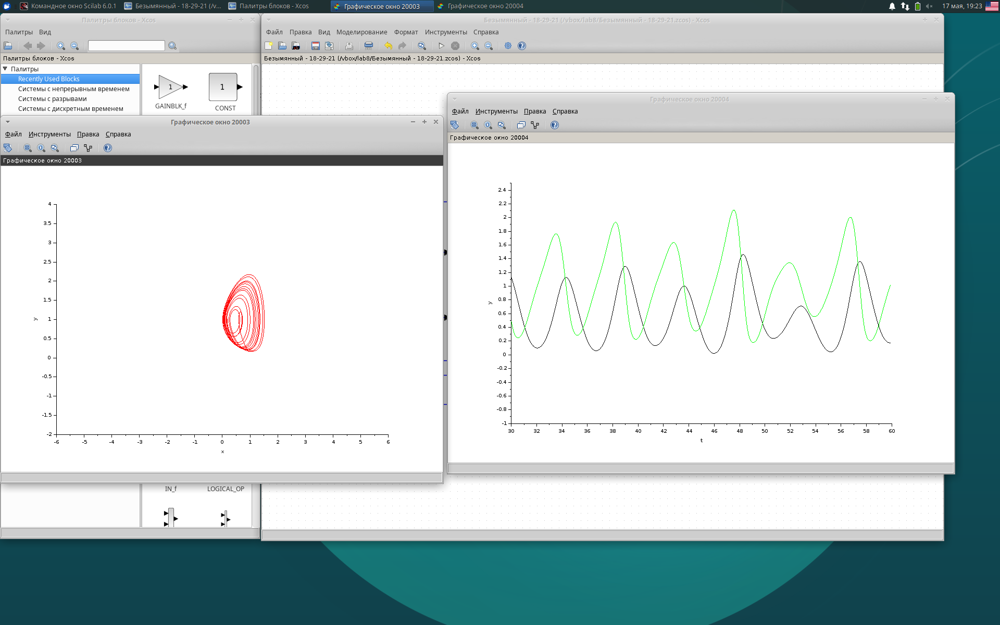 Командное окно Scilab 6.0.1
Безымянный - 18-29-21 (/v...
Палитры блоков - Xcos
Графическое окно 20003
Графическое окно 20004
17 мая, 19:23
Палитры блоков - Xcos
Палитры Вид
Палитры блоков - Xcos
Палитры
Recently Used Blocks
Системы с непрерывным временем
Системы с разрывами
Системы с дискретным временем
1
GAINBLK_f
1
CONST
IN_f
LOGICAL_OP
Безымянный - 18-29-21 (/vbox/lab8/Безымянный - 18-29-21.zcos) - Xcos
Файл Правка Вид Моделирование Формат Инструменты Справка
Безымянный - 18-29-21 (/vbox/lab8/Безымянный - 18-29-21.zcos) - Xcos
Графическое окно 20003
Файл Инструменты Правка Справка
Графическое окно 20003
4
3.5
3
2.5
2
1.5
1
0.5
0
-0.5
-1
-1.5
-2
y
-6 -5 -4 -3 -2 -1 0 1 2 3 4 5 6
x
Графическое окно 20004
Файл Инструменты Правка Справка
Графическое окно 20004
2.4
2.2
2
1.8
1.6
1.4
1.2
1
0.8
0.6
0.4
0.2
0
-0.2
-0.4
-0.6
-0.8
-1
y
30 32 34 36 38 40 42 44 46 48 50 52 54 56 58 60
t